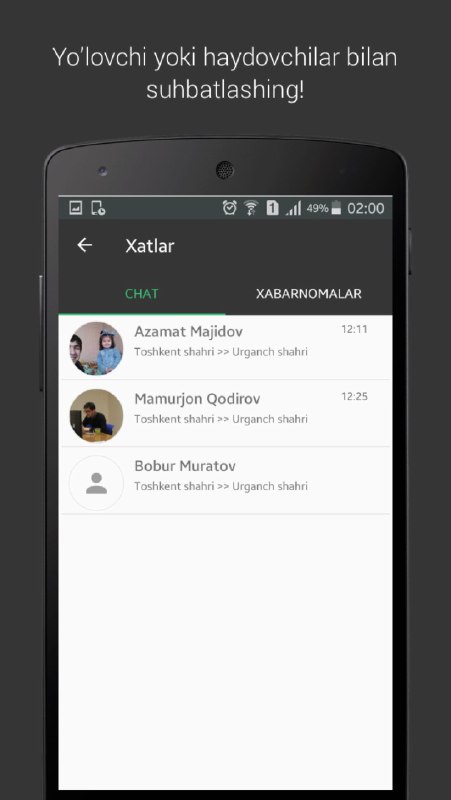 Yo'lovchi yoki haydovchilar bilan
suhbatlashing!
1 49% 02:00
Xatlar
CHAT XABARNOMALAR
Azamat Majidov 12:11
Toshkent shahri >> Urganch shahri
Mamurjon Qodirov 12:25
Toshkent shahri >> Urganch shahri
Bobur Muratov
Toshkent shahri >> Urganch shahri